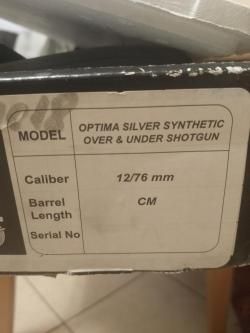 MODEL OPTIMA SILVER SYNTHETIC
OVER & UNDER SHOTGUN
Caliber 12/76 mm
Barrel Length CM
Serial No